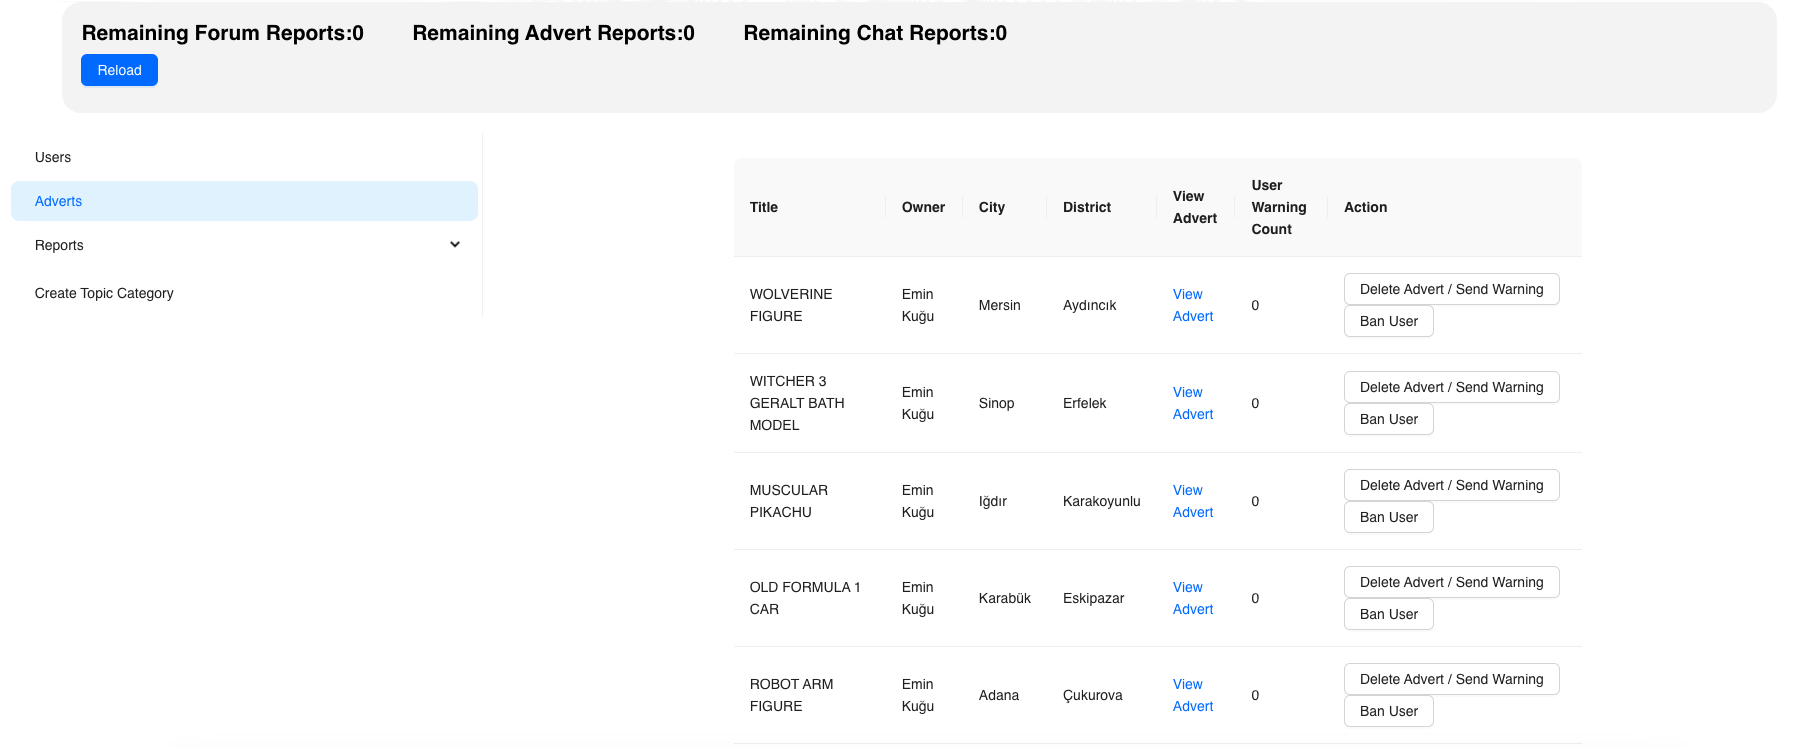 Remaining Forum Reports:0 Remaining Advert Reports:0 Remaining Chat Reports:0
Reload
Users
Adverts
Reports
Create Topic Category
Title Owner City District View Advert User Warning Count Action
WOLVERINE FIGURE Emin Kuğu Mersin Aydıncık View Advert 0 Delete Advert / Send Warning Ban User
WITCHER 3 GERALT BATH MODEL Emin Kuğu Sinop Erfelek View Advert 0 Delete Advert / Send Warning Ban User
MUSCULAR PIKACHU Emin Kuğu Iğdır Karakoyunlu View Advert 0 Delete Advert / Send Warning Ban User
OLD FORMULA 1 CAR Emin Kuğu Karabük Eskipazar View Advert 0 Delete Advert / Send Warning Ban User
ROBOT ARM FIGURE Emin Kuğu Adana Çukurova View Advert 0 Delete Advert / Send Warning Ban User